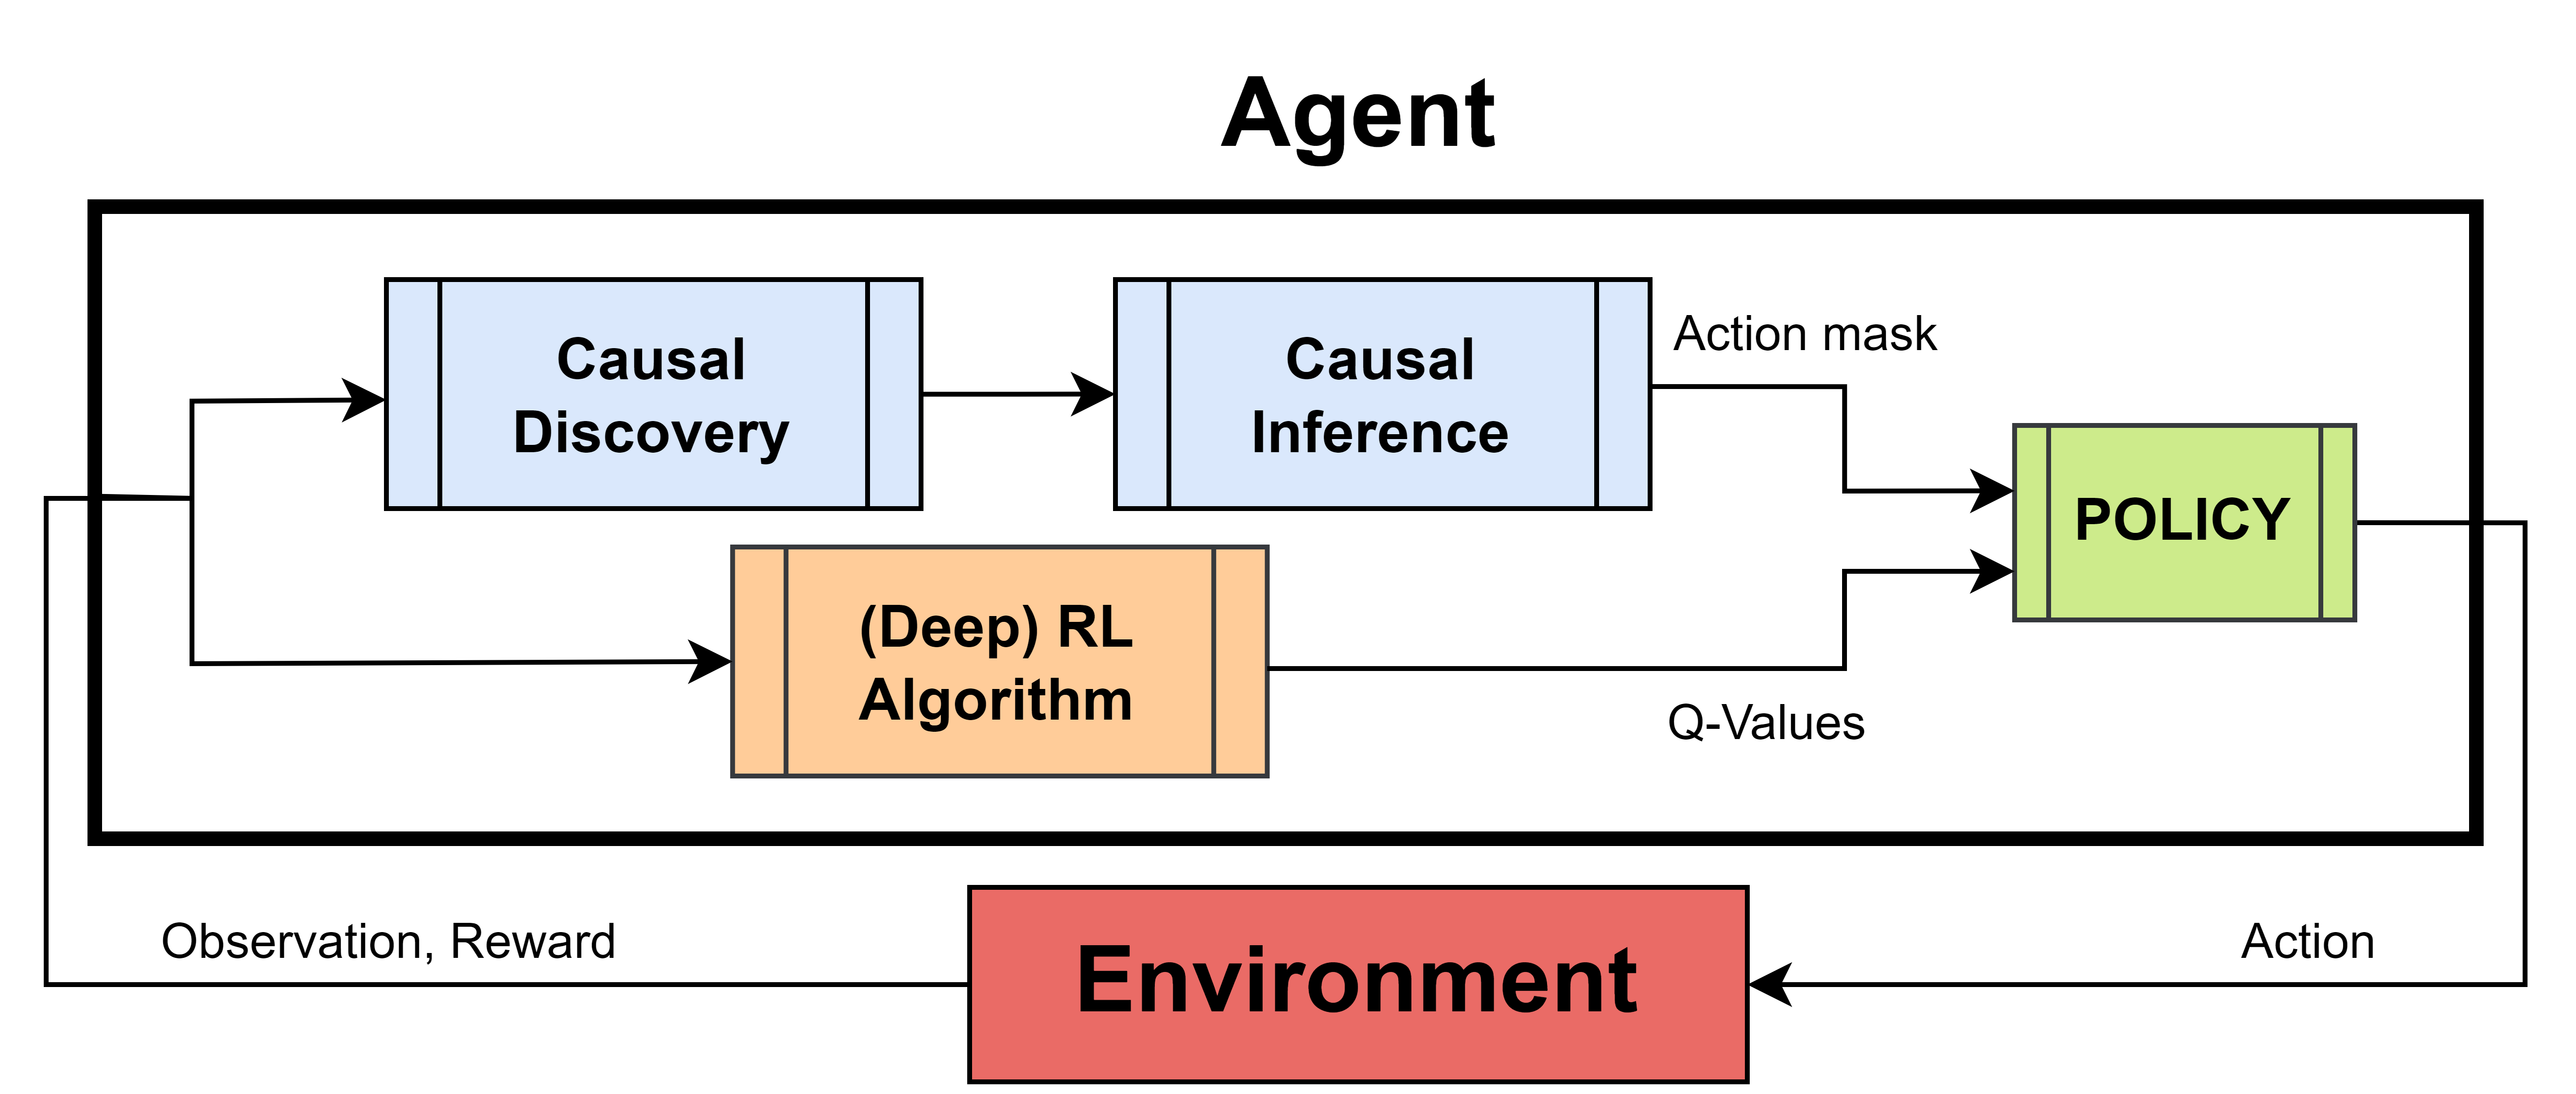 Agent
Causal
Discovery
Causal
Inference
Action mask
POLICY
(Deep) RL
Algorithm
Q-Values
Observation, Reward
Environment
Action